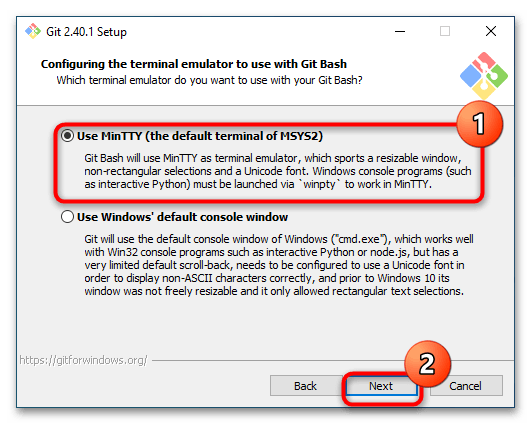 Git 2.40.1 Setup
Configuring the terminal emulator to use with Git Bash
Which terminal emulator do you want to use with your Git Bash?
1
Use MinTTY (the default terminal of MSYS2)
Git Bash will use MinTTY as terminal emulator, which sports a resizable window,
non-rectangular selections and a Unicode font. Windows console programs (such
as interactive Python) must be launched via `winpty` to work in MinTTY.
Use Windows' default console window
Git will use the default console window of Windows ("cmd.exe"), which works well
with Win32 console programs such as interactive Python or node.js, but has a
very limited default scroll-back, needs to be configured to use a Unicode font in
order to display non-ASCII characters correctly, and prior to Windows 10 its
window was not freely resizable and it only allowed rectangular text selections.
https://gitforwindows.org/
2
Back
Next
Cancel